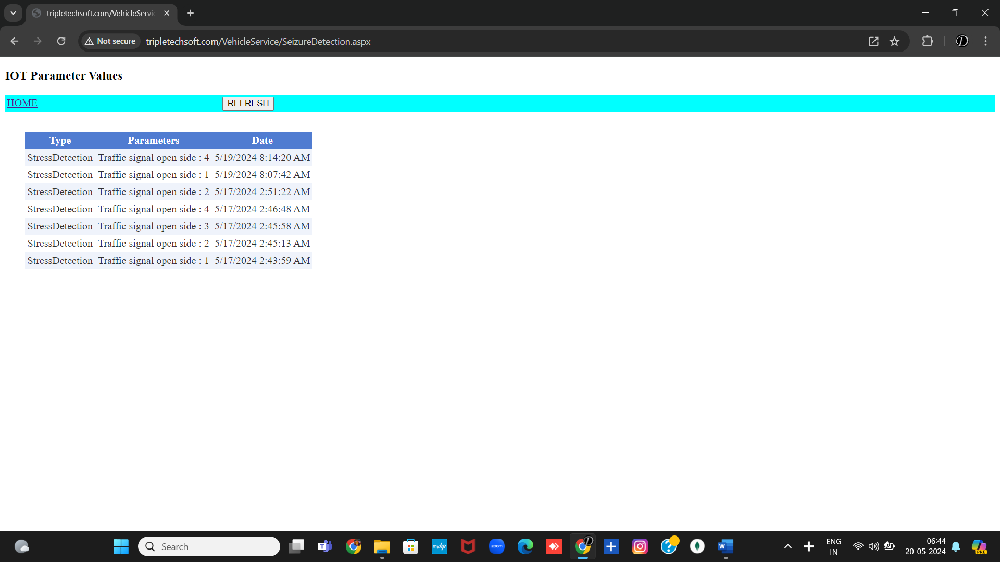 tripletechsoft.com/VehicleServic
Not secure
tripletechsoft.com/VehicleService/SeizureDetection.aspx
IOT Parameter Values
HOME
REFRESH
Type Parameters Date
StressDetection Traffic signal open side : 4 5/19/2024 8:14:20 AM
StressDetection Traffic signal open side : 1 5/19/2024 8:07:42 AM
StressDetection Traffic signal open side : 2 5/17/2024 2:51:22 AM
StressDetection Traffic signal open side : 4 5/17/2024 2:46:48 AM
StressDetection Traffic signal open side : 3 5/17/2024 2:45:58 AM
StressDetection Traffic signal open side : 2 5/17/2024 2:45:13 AM
StressDetection Traffic signal open side : 1 5/17/2024 2:43:59 AM
Search
myhp
zoom
W
ENG
IN
06:44
20-05-2024
PRE